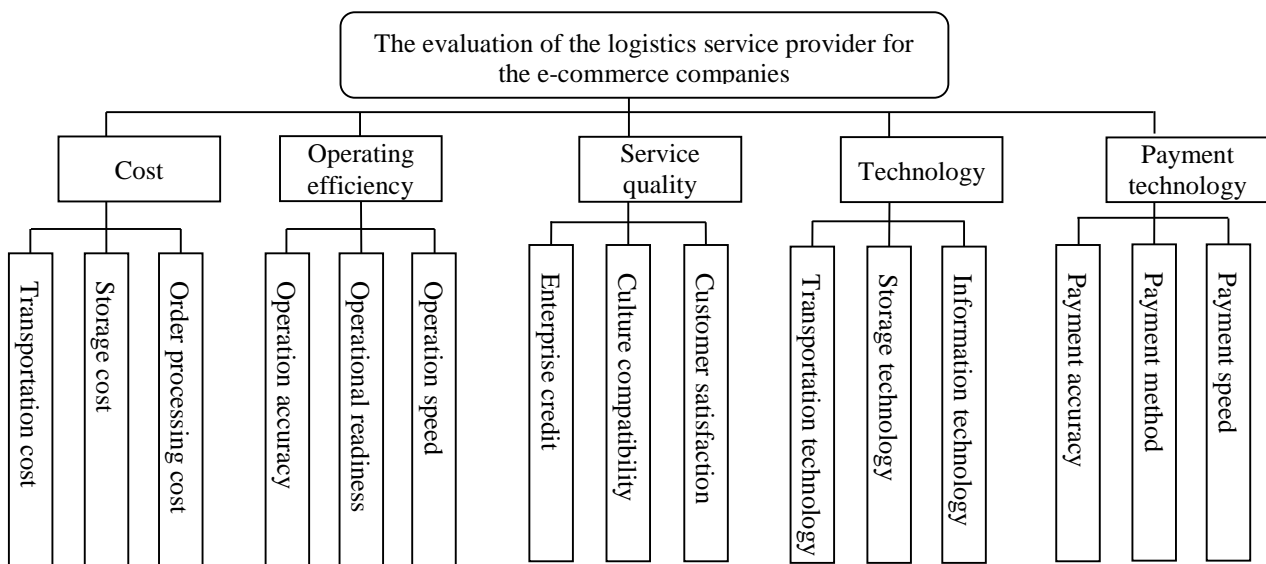 The evaluation of the logistics service provider for
the e-commerce companies
Cost
Operating
efficiency
Service
quality
Technology
Payment
technology
Transportation cost
Storage cost
Order processing cost
Operation accuracy
Operational readiness
Operation speed
Enterprise credit
Culture compatibility
Customer satisfaction
Transportation technology
Storage technology
Information technology
Payment accuracy
Payment method
Payment speed